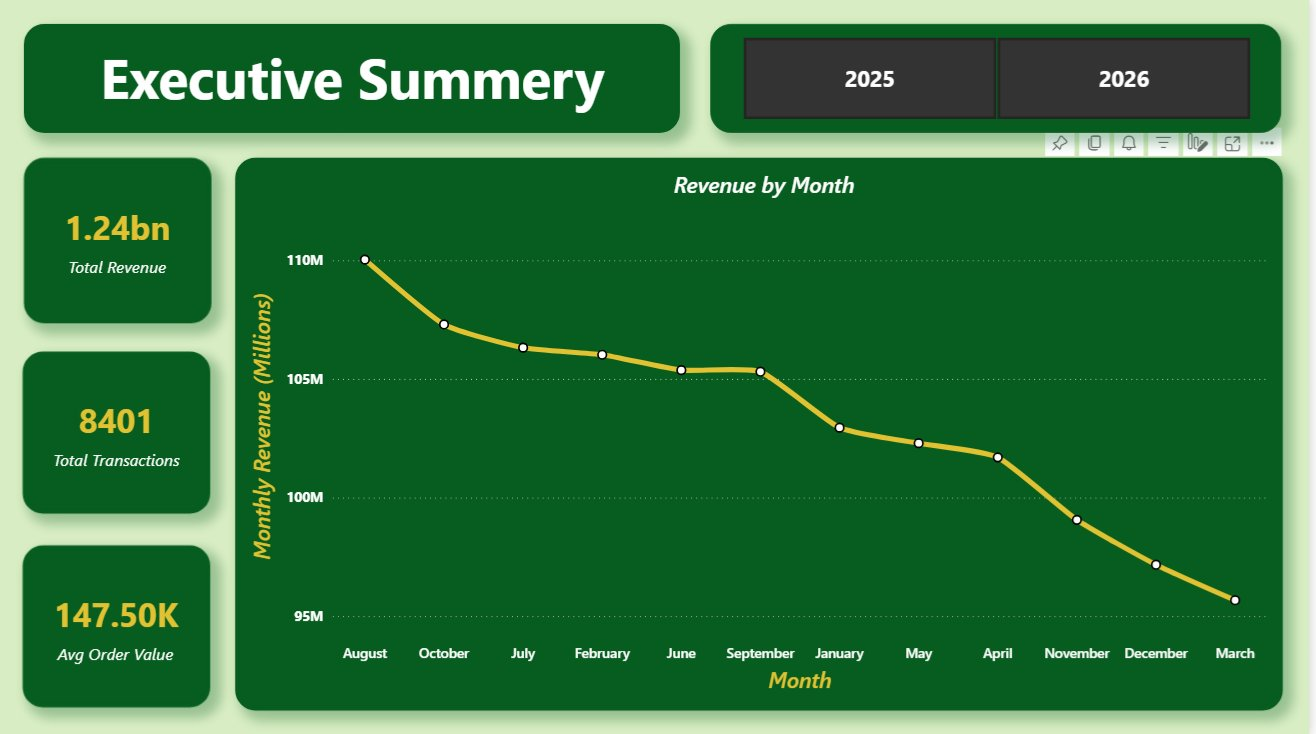 Executive Summery
2025
2026
1.24bn
Total Revenue
8401
Total Transactions
147.50K
Avg Order Value
Revenue by Month
Monthly Revenue (Millions)
110M
105M
100M
95M
August October July February June September January May April November December March
Month